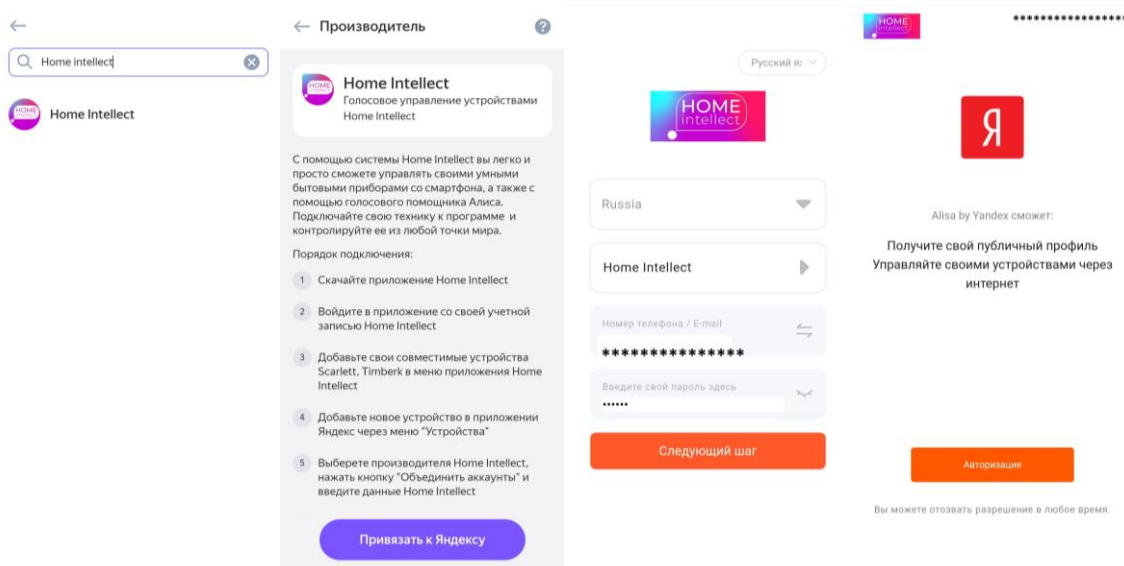 Home intellect
HOME
intellect
Home Intellect
Производитель
?
HOME
intellect
Home Intellect
Голосовое управление устройствами
Home Intellect
С помощью системы Home Intellect вы легко и
просто сможете управлять своими умными
бытовыми приборами со смартфона, а также с
помощью голосового помощника Алиса.
Подключайте свою технику к программе и
контролируйте ее из любой точки мира.
Порядок подключения:
1 Скачайте приложение Home Intellect
2 Войдите в приложение со своей учетной
записью Home Intellect
3 Добавьте свои совместимые устройства
Scarlett, Timberk в меню приложения Home
Intellect
4 Добавьте новое устройство в приложении
Яндекс через меню "Устройства"
5 Выберете производителя Home Intellect,
нажать кнопку "Объединить аккаунты" и
введите данные Home Intellect
Привязать к Яндексу
Русский я:
HOME
intellect
Russia
Home Intellect
Номер телефона / E-mail
***************
Введите свой пароль здесь
••••••
Следующий шаг
HOME
intellect
******************
Я
Alisa by Yandex сможет:
Получите свой публичный профиль
Управляйте своими устройствами через
интернет
Авторизация
Вы можете отозвать разрешение в любое время.